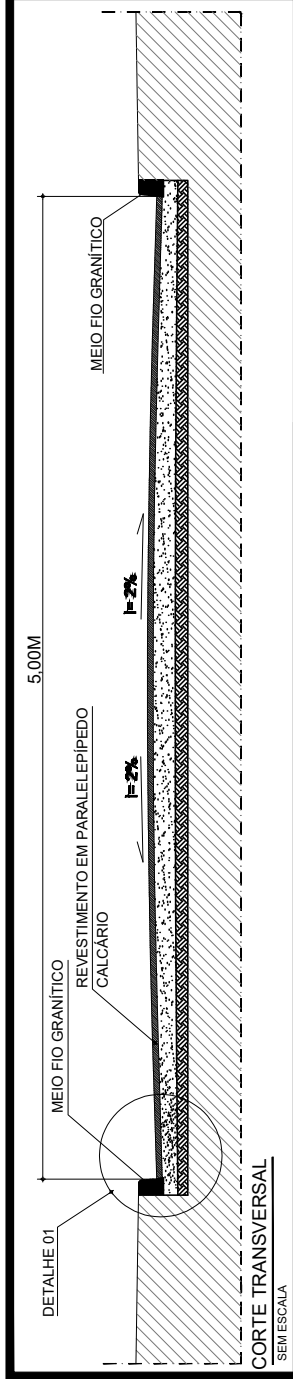 5,00M
DETALHE 01
MEIO FIO GRANÍTICO
REVESTIMENTO EM PARALELEPÍPEDO
CALCÁRIO
I=2%
I=2%
MEIO FIO GRANÍTICO
CORTE TRANSVERSAL
SEM ESCALA